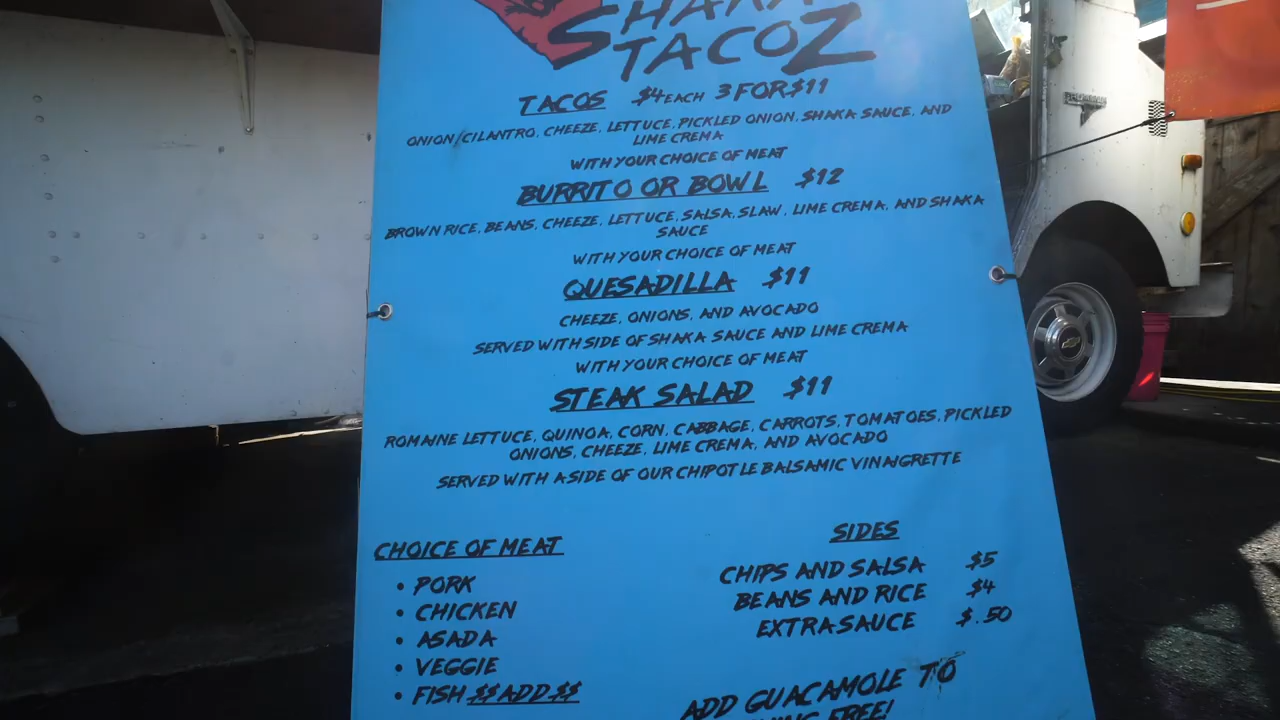 SHAKA
TACOZ
TACOS $4 EACH 3 FOR $11
ONION/CILANTRO, CHEEZE, LETTUCE, PICKLED ONION, SHAKA SAUCE, AND
LIME CREMA
WITH YOUR CHOICE OF MEAT
BURRITO OR BOWL $12
BROWN RICE, BEANS, CHEEZE, LETTUCE, SALSA, SLAW, LIME CREMA, AND SHAKA
SAUCE
WITH YOUR CHOICE OF MEAT
QUESADILLA $11
CHEEZE, ONIONS, AND AVOCADO
SERVED WITH SIDE OF SHAKA SAUCE AND LIME CREMA
WITH YOUR CHOICE OF MEAT
STEAK SALAD $11
ROMAINE LETTUCE, QUINOA, CORN, CABBAGE, CARROTS, TOMATOES, PICKLED
ONIONS, CHEEZE, LIME CREMA, AND AVOCADO
SERVED WITH A SIDE OF OUR CHIPOTLE BALSAMIC VINAIGRETTE
CHOICE OF MEAT
• PORK
• CHICKEN
• ASADA
• VEGGIE
• FISH $$ADD$$
SIDES
CHIPS AND SALSA $5
BEANS AND RICE $4
EXTRA SAUCE $.50
ADD GUACAMOLE TO
FREE!